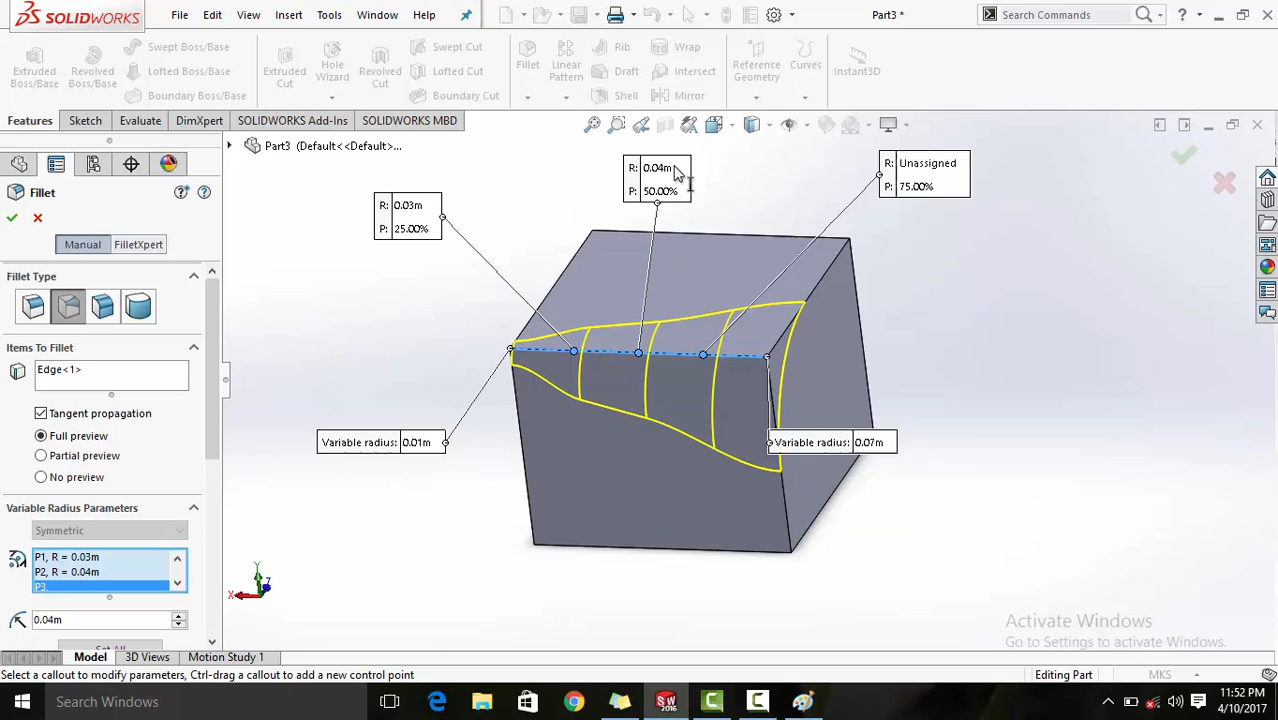 SOLIDWORKS
File
Edit
View
Insert
Tools
Window
Help
Part3 *
Search Commands
?
Extruded Boss/Base
Revolved Boss/Base
Swept Boss/Base
Lofted Boss/Base
Boundary Boss/Base
Extruded Cut
Hole Wizard
Revolved Cut
Swept Cut
Lofted Cut
Boundary Cut
Fillet
Linear Pattern
Rib
Draft
Shell
Wrap
Intersect
Mirror
Reference Geometry
Curves
Instant3D
Features
Sketch
Evaluate
DimXpert
SOLIDWORKS Add-Ins
SOLIDWORKS MBD
Part3 (Default<<Default>...
Fillet
Manual
FilletXpert
Fillet Type
Items To Fillet
Edge<1>
Tangent propagation
Full preview
Partial preview
No preview
Variable Radius Parameters
Symmetric
P1, R = 0.03m
P2, R = 0.04m
P3,
0.04m
R: 0.03m
P: 25.00%
R: 0.04m
P: 50.00%
R: Unassigned
P: 75.00%
Variable radius: 0.01m
Variable radius: 0.07m
Y
X
Z
Activate Windows
Go to Settings to activate Windows.
Model
3D Views
Motion Study 1
Select a callout to modify parameters, Ctrl-drag a callout to add a new control point
Editing Part
MKS
Search Windows
SW
2016
11:52 PM
4/10/2017